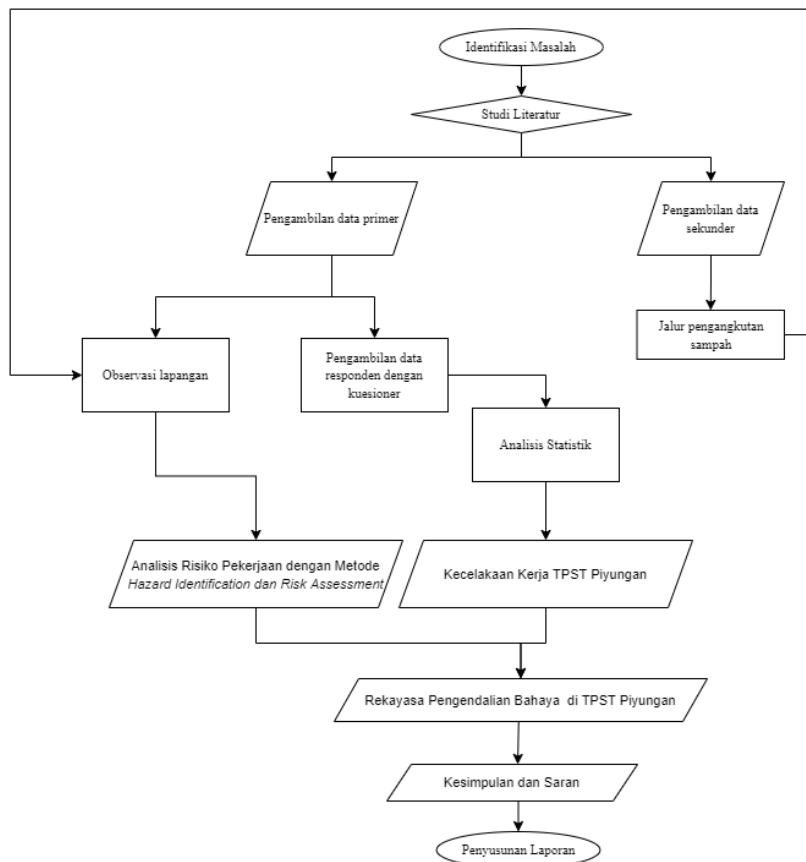 Identifikasi Masalah
Studi Literatur
Pengambilan data primer
Pengambilan data
sekunder
Jalur pengangkutan
sampah
Observasi lapangan
Pengambilan data
responden dengan
kuesioner
Analisis Statistik
Analisis Risiko Pekerjaan dengan Metode
Hazard Identification dan Risk Assessment
Kecelakaan Kerja TPST Piyungan
Rekayasa Pengendalian Bahaya di TPST Piyungan
Kesimpulan dan Saran
Penyusunan Laporan